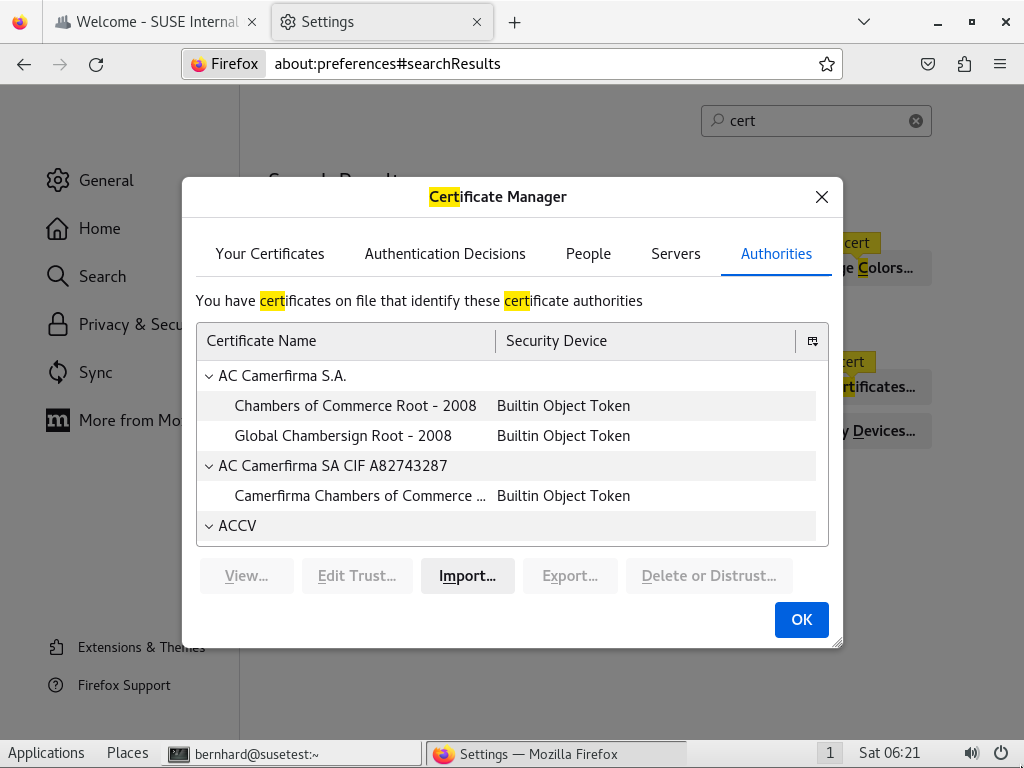 Welcome - SUSE Internal
Settings
Firefox
about:preferences#searchResults
cert
General
Home
Search
Privacy & Secu
Sync
More from Mo
Extensions & Themes
Firefox Support
Search Results
cert
ge Colors...
cert
rtificates...
y Devices...
Certificate Manager
Your Certificates
Authentication Decisions
People
Servers
Authorities
You have certificates on file that identify these certificate authorities
Certificate Name
Security Device
AC Camerfirma S.A.
Chambers of Commerce Root - 2008 Builtin Object Token
Global Chambersign Root - 2008 Builtin Object Token
AC Camerfirma SA CIF A82743287
Camerfirma Chambers of Commerce ... Builtin Object Token
ACCV
View...
Edit Trust...
Import...
Export...
Delete or Distrust...
OK
Applications
Places
bernhard@susetest:~
Settings — Mozilla Firefox
1
Sat 06:21